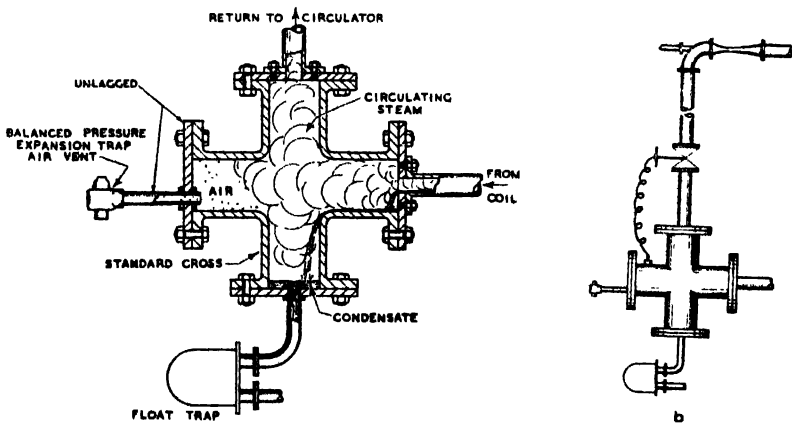 RETURN TO CIRCULATOR
UNLAGGED
CIRCULATING
STEAM
BALANCED PRESSURE
EXPANSION TRAP
AIR VENT
AIR
FROM
COIL
STANDARD CROSS
CONDENSATE
FLOAT TRAP
b